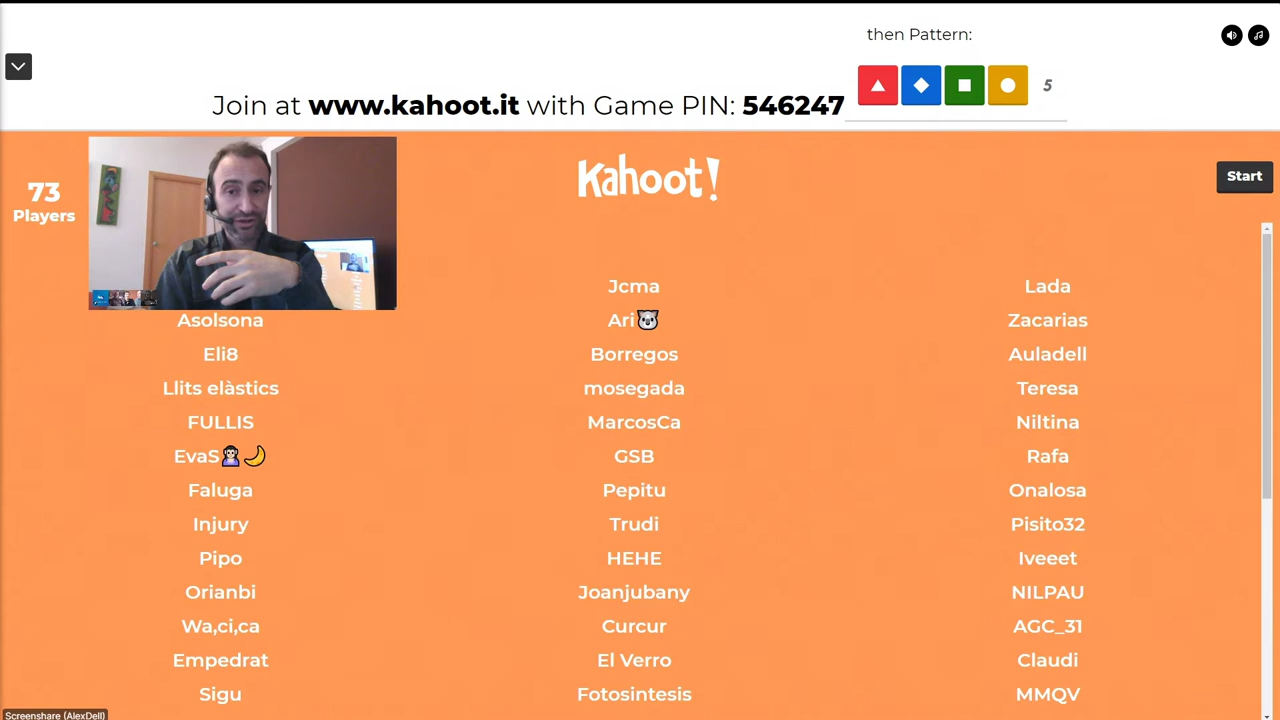 then Pattern:
5
Join at www.kahoot.it with Game PIN: 546247
73
Players
Kahoot!
Start
Jcma
Lada
Asolsona
Ari
Zacarias
Eli8
Borregos
Auladell
Llits elàstics
mosegada
Teresa
FULLIS
MarcosCa
Niltina
EvaS
GSB
Rafa
Faluga
Pepitu
Onalosa
Injury
Trudi
Pisito32
Pipo
HEHE
Iveeet
Orianbi
Joanjubany
NILPAU
Wa,ci,ca
Curcur
AGC_31
Empedrat
El Verro
Claudi
Sigu
Fotosintesis
MMQV
Screenshare (AlexDell)